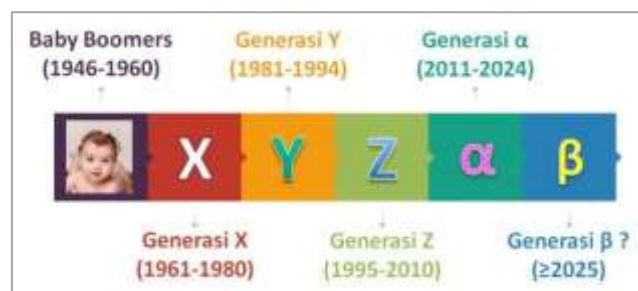 Baby Boomers
(1946-1960)
Generasi Y
(1981-1994)
Generasi α
(2011-2024)
X
Y
Z
α
β
Generasi X
(1961-1980)
Generasi Z
(1995-2010)
Generasi β ?
(≥2025)